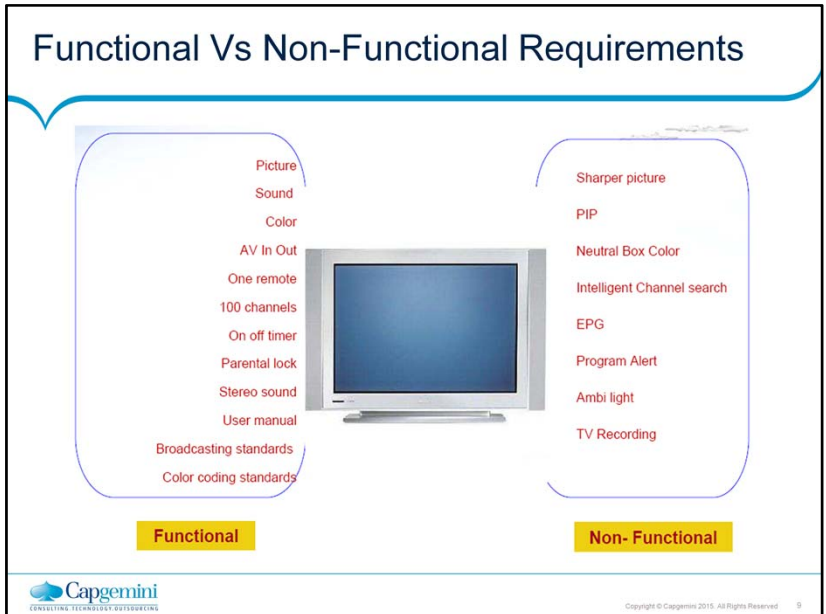 Functional Vs Non-Functional Requirements
Picture
Sound
Color
AV In Out
One remote
100 channels
On off timer
Parental lock
Stereo sound
User manual
Broadcasting standards
Color coding standards
Functional
Sharper picture
PIP
Neutral Box Color
Intelligent Channel search
EPG
Program Alert
Ambi light
TV Recording
Non- Functional
Capgemini
CONSULTING.TECHNOLOGY.OUTSOURCING
Copyright © Capgemini 2015. All Rights Reserved 9